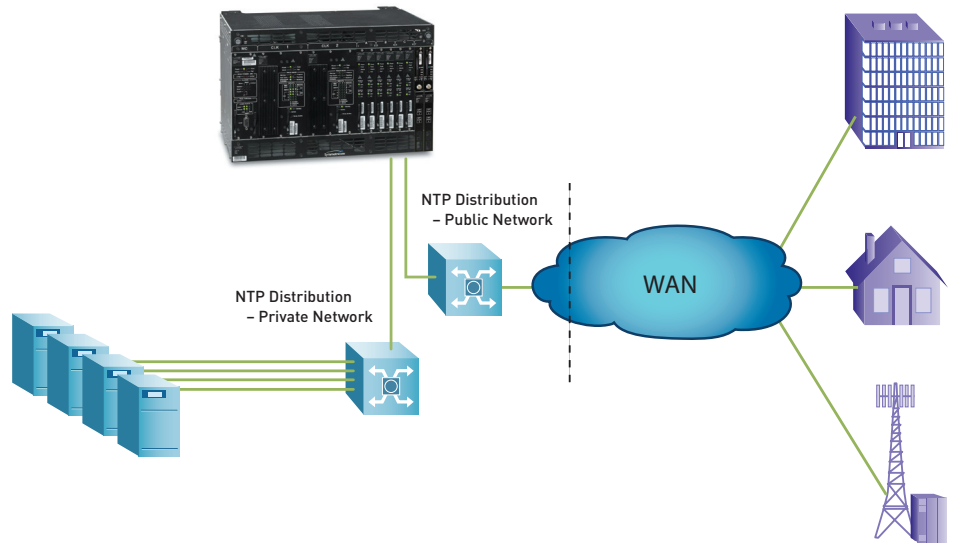 NTP Distribution
– Public Network
WAN
NTP Distribution
– Private Network